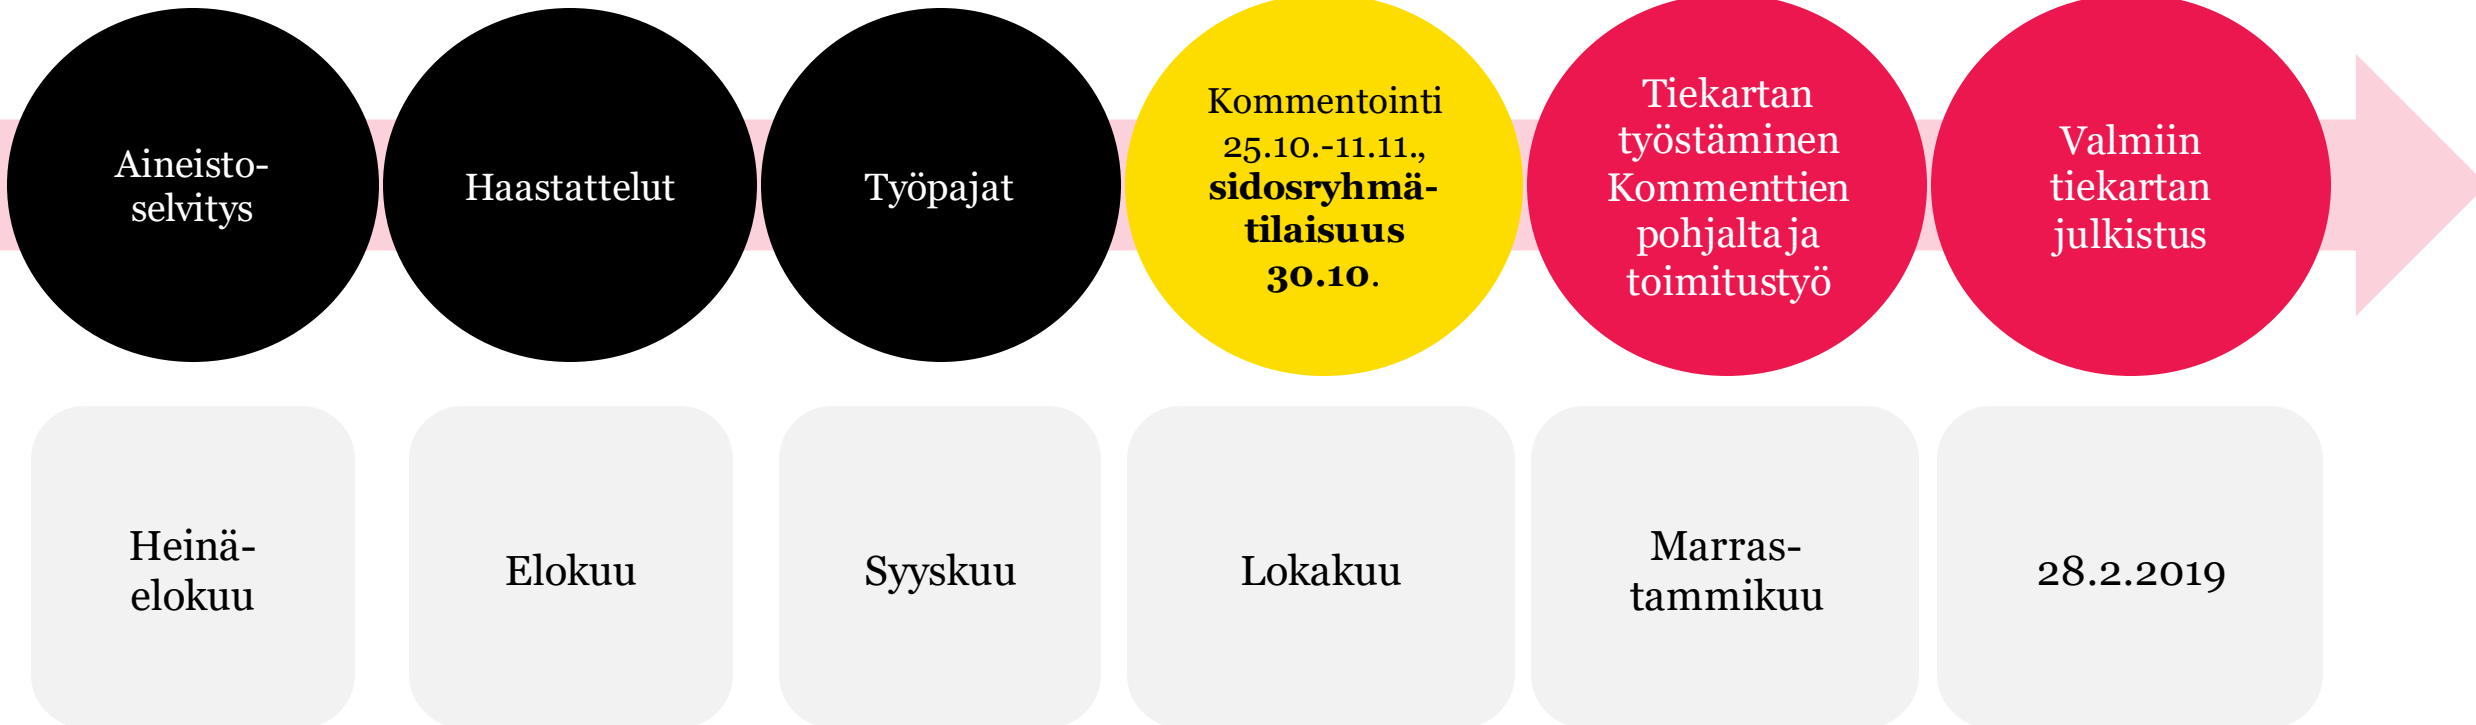 Aineisto-
selvitys
Haastattelut
Työpajat
Kommentointi
25.10.-11.11.,
sidosryhmä-
tilaisuus
30.10.
Tiekartan
työstäminen
Kommenttien
pohjalta ja
toimitustyö
Valmiin
tiekartan
julkistus
Heinä-
elokuu
Elokuu
Syyskuu
Lokakuu
Marras-
tammikuu
28.2.2019